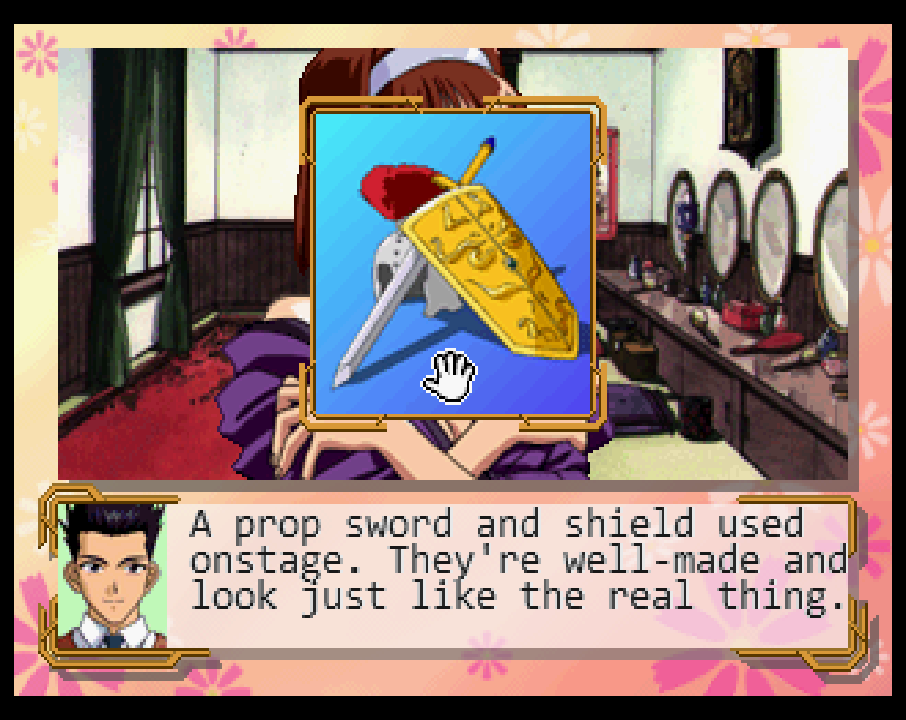 A prop sword and shield used
onstage. They're well-made and
look just like the real thing.